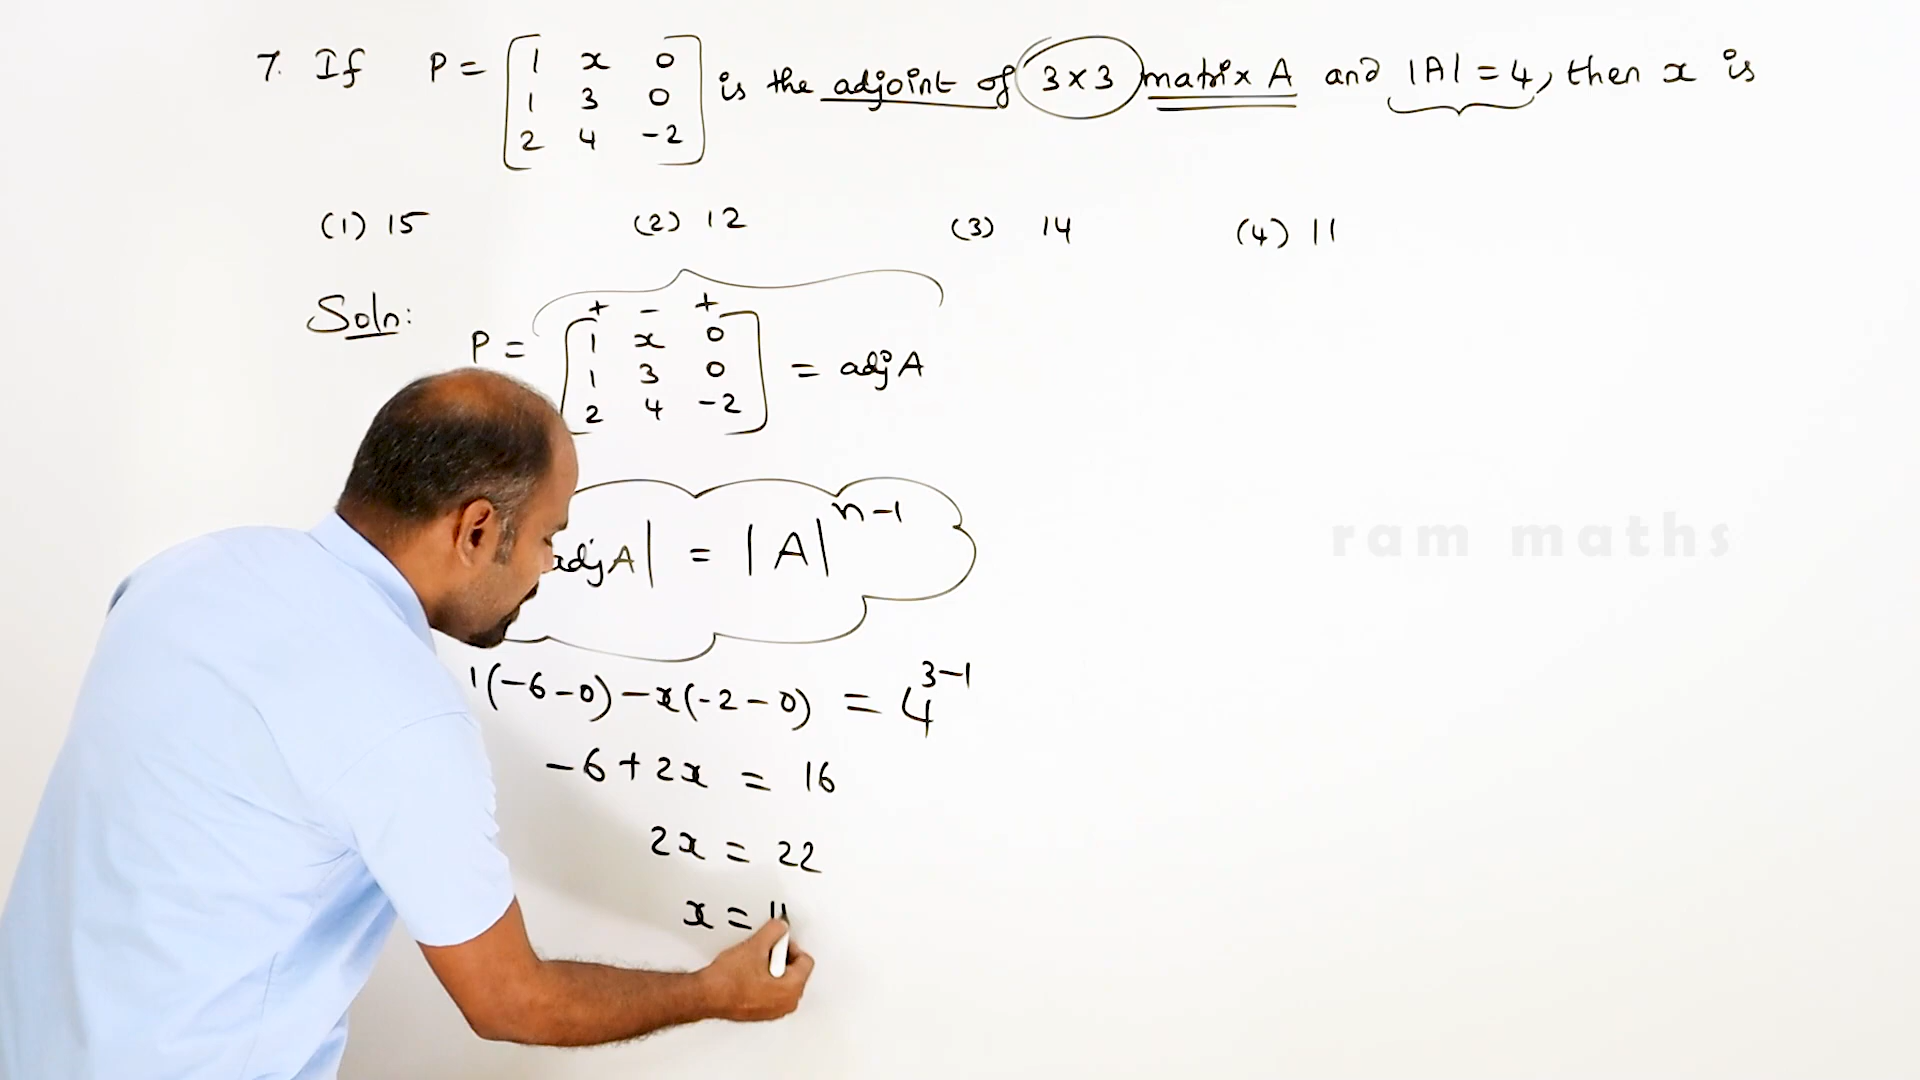 7. If P = [1 x 0
1 3 0
2 4 -2] is the adjoint of 3 × 3 matrix A and |A| = 4, then x is
(1) 15 (2) 12 (3) 14 (4) 11
Soln:
+ - +
P = [1 x 0
1 3 0
2 4 -2] = adj A
adj A| = |A|^n-1
ram maths
1(-6-0) - x(-2-0) = 4^3-1
-6+2x = 16
2x = 22
x = 11